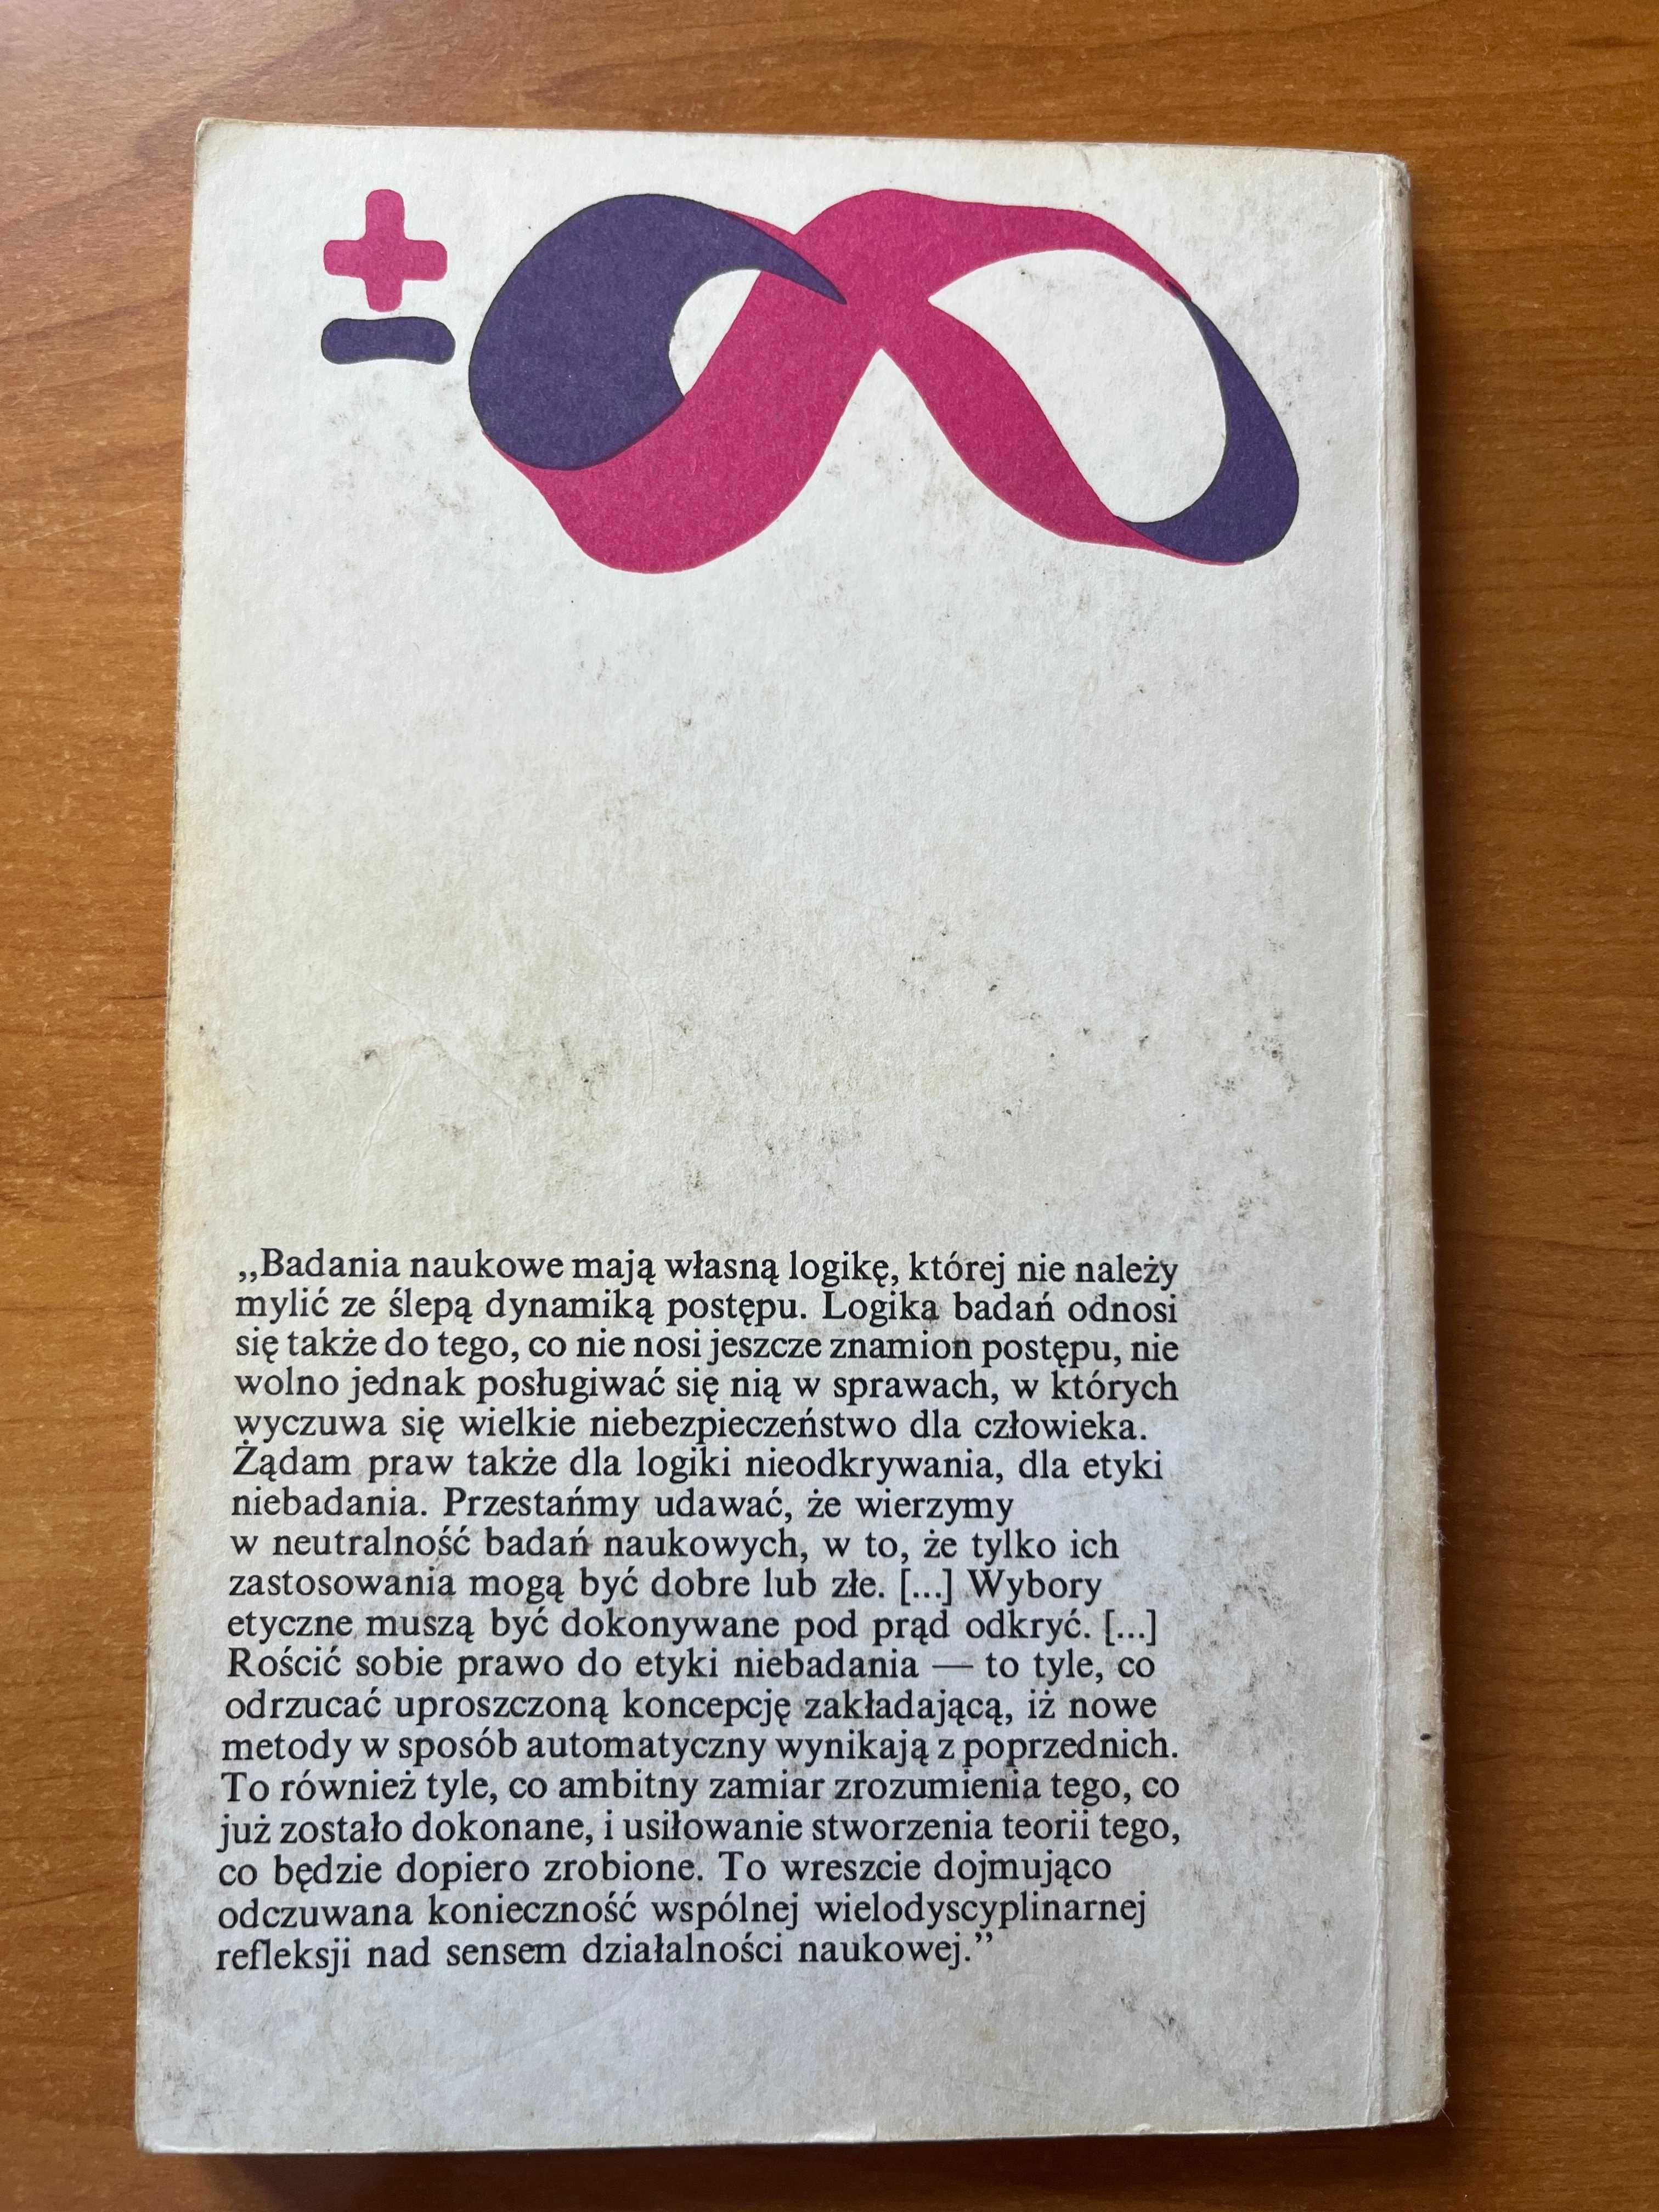 ±∞
„Badania naukowe mają własną logikę, której nie należy
mylić ze ślepą dynamiką postępu. Logika badań odnosi
się także do tego, co nie nosi jeszcze znamion postępu, nie
wolno jednak posługiwać się nią w sprawach, w których
wyczuwa się wielkie niebezpieczeństwo dla człowieka.
Żądam praw także dla logiki nieodkrywania, dla etyki
niebadania. Przestańmy udawać, że wierzymy
w neutralność badań naukowych, w to, że tylko ich
zastosowania mogą być dobre lub złe. [...] Wybory
etyczne muszą być dokonywane pod prąd odkryć. [...]
Rościć sobie prawo do etyki niebadania — to tyle, co
odrzucać uproszczoną koncepcję zakładającą, iż nowe
metody w sposób automatyczny wynikają z poprzednich.
To również tyle, co ambitny zamiar zrozumienia tego, co
już zostało dokonane, i usiłowanie stworzenia teorii tego,
co będzie dopiero zrobione. To wreszcie dojmująco
odczuwana konieczność wspólnej wielodyscyplinarnej
refleksji nad sensem działalności naukowej.”